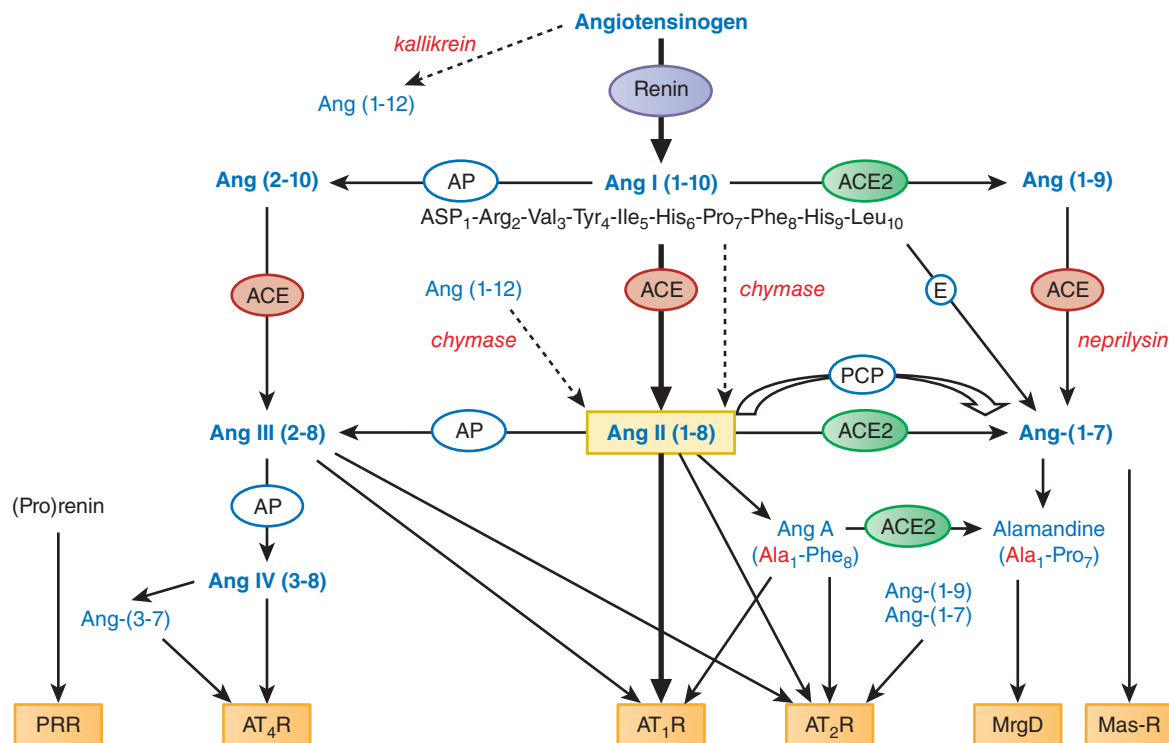 Angiotensinogen
kallikrein
Renin
Ang (1-12)
Ang (2-10)
AP
Ang I (1-10)
ACE2
Ang (1-9)
ASP₁-Arg₂-Val₃-Tyr₄-Ile₅-His₆-Pro₇-Phe₈-His₉-Leu₁₀
ACE
Ang (1-12)
ACE
chymase
E
ACE
chymase
neprilysin
PCP
Ang III (2-8)
AP
Ang II (1-8)
ACE2
Ang-(1-7)
(Pro)renin
AP
Ang A
(Ala₁-Phe₈)
ACE2
Alamandine
(Ala₁-Pro₇)
Ang IV (3-8)
Ang-(1-9)
Ang-(1-7)
Ang-(3-7)
PRR
AT₄R
AT₁R
AT₂R
MrgD
Mas-R